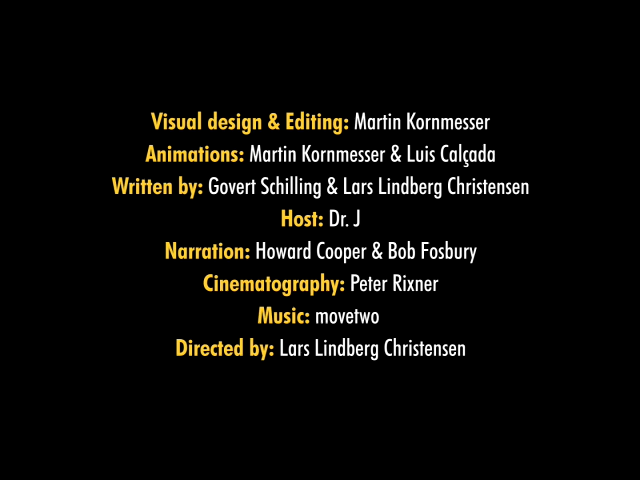 Visual design & Editing: Martin Kornmesser
Animations: Martin Kornmesser & Luis Calçada
Written by: Govert Schilling & Lars Lindberg Christensen
Host: Dr. J
Narration: Howard Cooper & Bob Fosbury
Cinematography: Peter Rixner
Music: movetwo
Directed by: Lars Lindberg Christensen